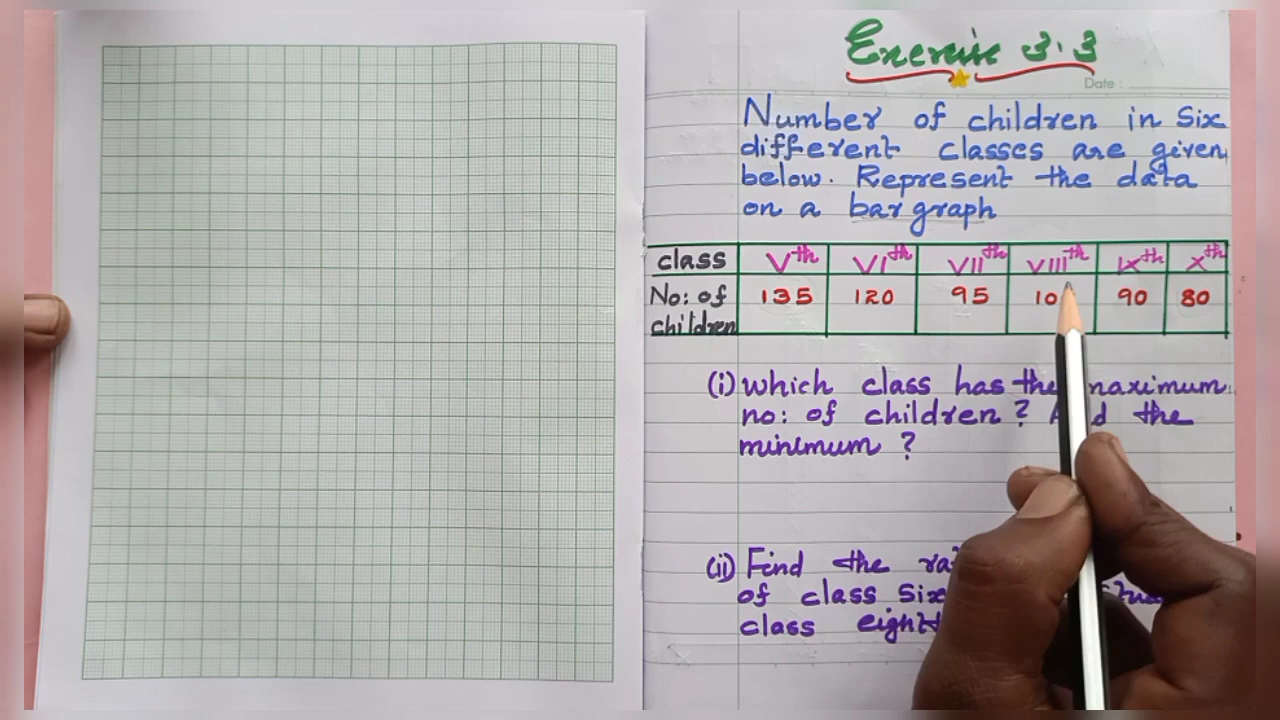 Exercise 3.3
Date :
Number of children in six
different classes are given
below. Represent the data
on a bar graph
class Vth VIth VIIth VIIIth IXth Xth
No: of 135 120 95 90 80
children
(i) which class has the maximum
no: of children ? the
minimum ?
(ii) Find the
of class six
class eight